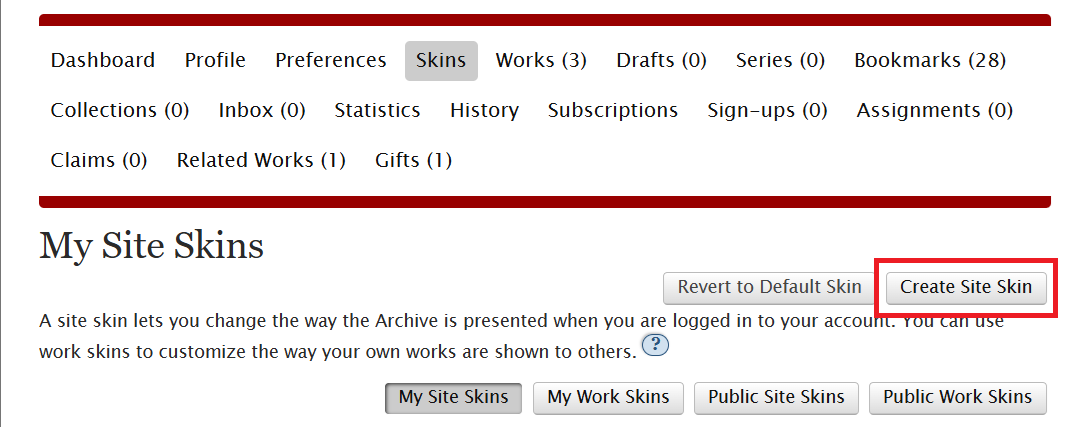 Dashboard Profile Preferences Skins Works (3) Drafts (0) Series (0) Bookmarks (28)
Collections (0) Inbox (0) Statistics History Subscriptions Sign-ups (0) Assignments (0)
Claims (0) Related Works (1) Gifts (1)
My Site Skins
Revert to Default Skin Create Site Skin
A site skin lets you change the way the Archive is presented when you are logged in to your account. You can use
work skins to customize the way your own works are shown to others. ?
My Site Skins My Work Skins Public Site Skins Public Work Skins